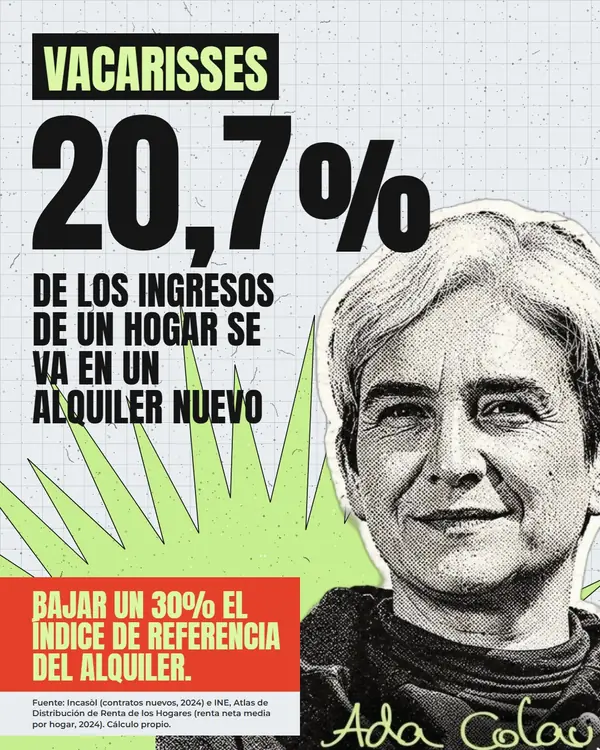 VACARISSES
20,7%
DE LOS INGRESOS
DE UN HOGAR SE
VA EN UN
ALQUILER NUEVO
BAJAR UN 30% EL
ÍNDICE DE REFERENCIA
DEL ALQUILER.
Fuente: Incasòl (contratos nuevos, 2024) e INE, Atlas de
Distribución de Renta de los Hogares (renta neta media
por hogar, 2024). Cálculo propio.
Ada Colau